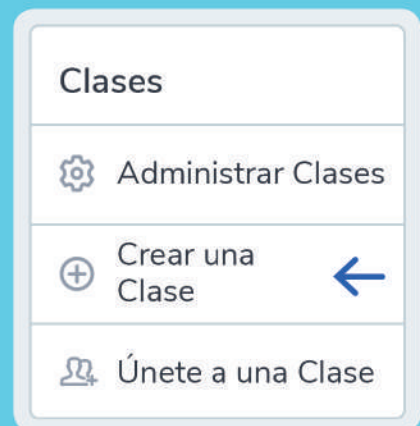 Clases
Administrar Clases
Crear una
Clase
Únete a una Clase